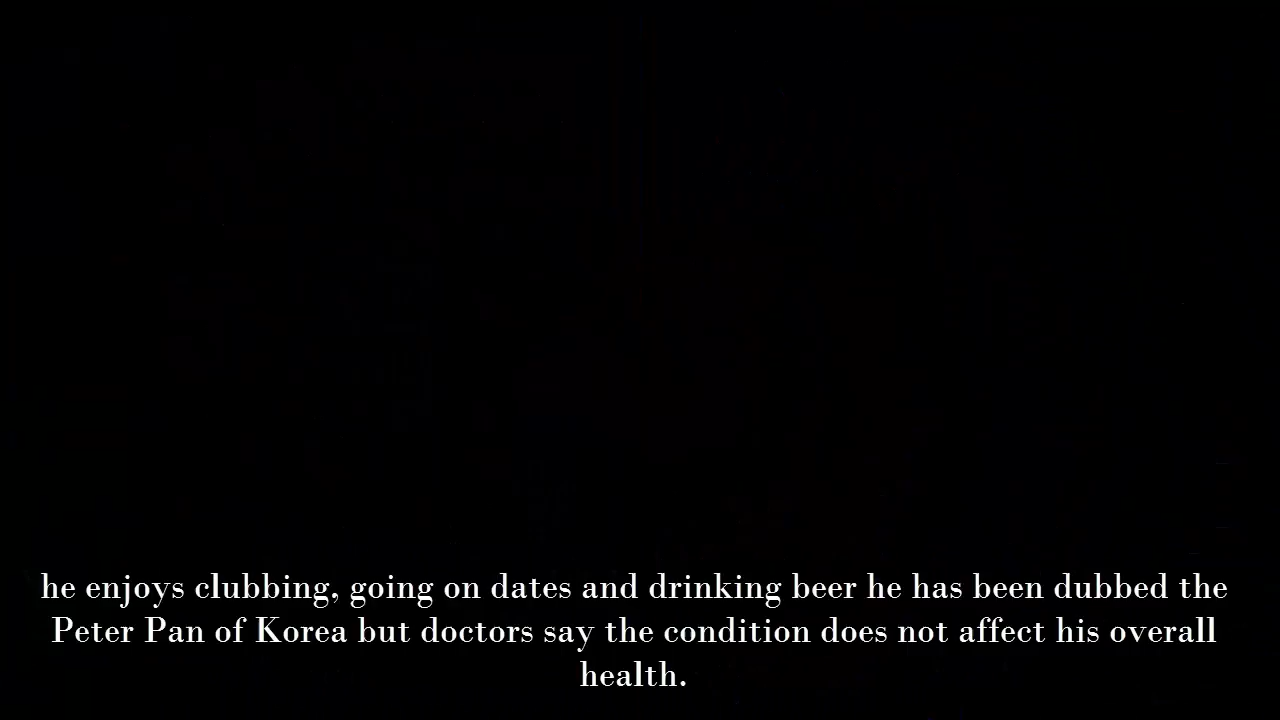 he enjoys clubbing, going on dates and drinking beer he has been dubbed the
Peter Pan of Korea but doctors say the condition does not affect his overall
health.